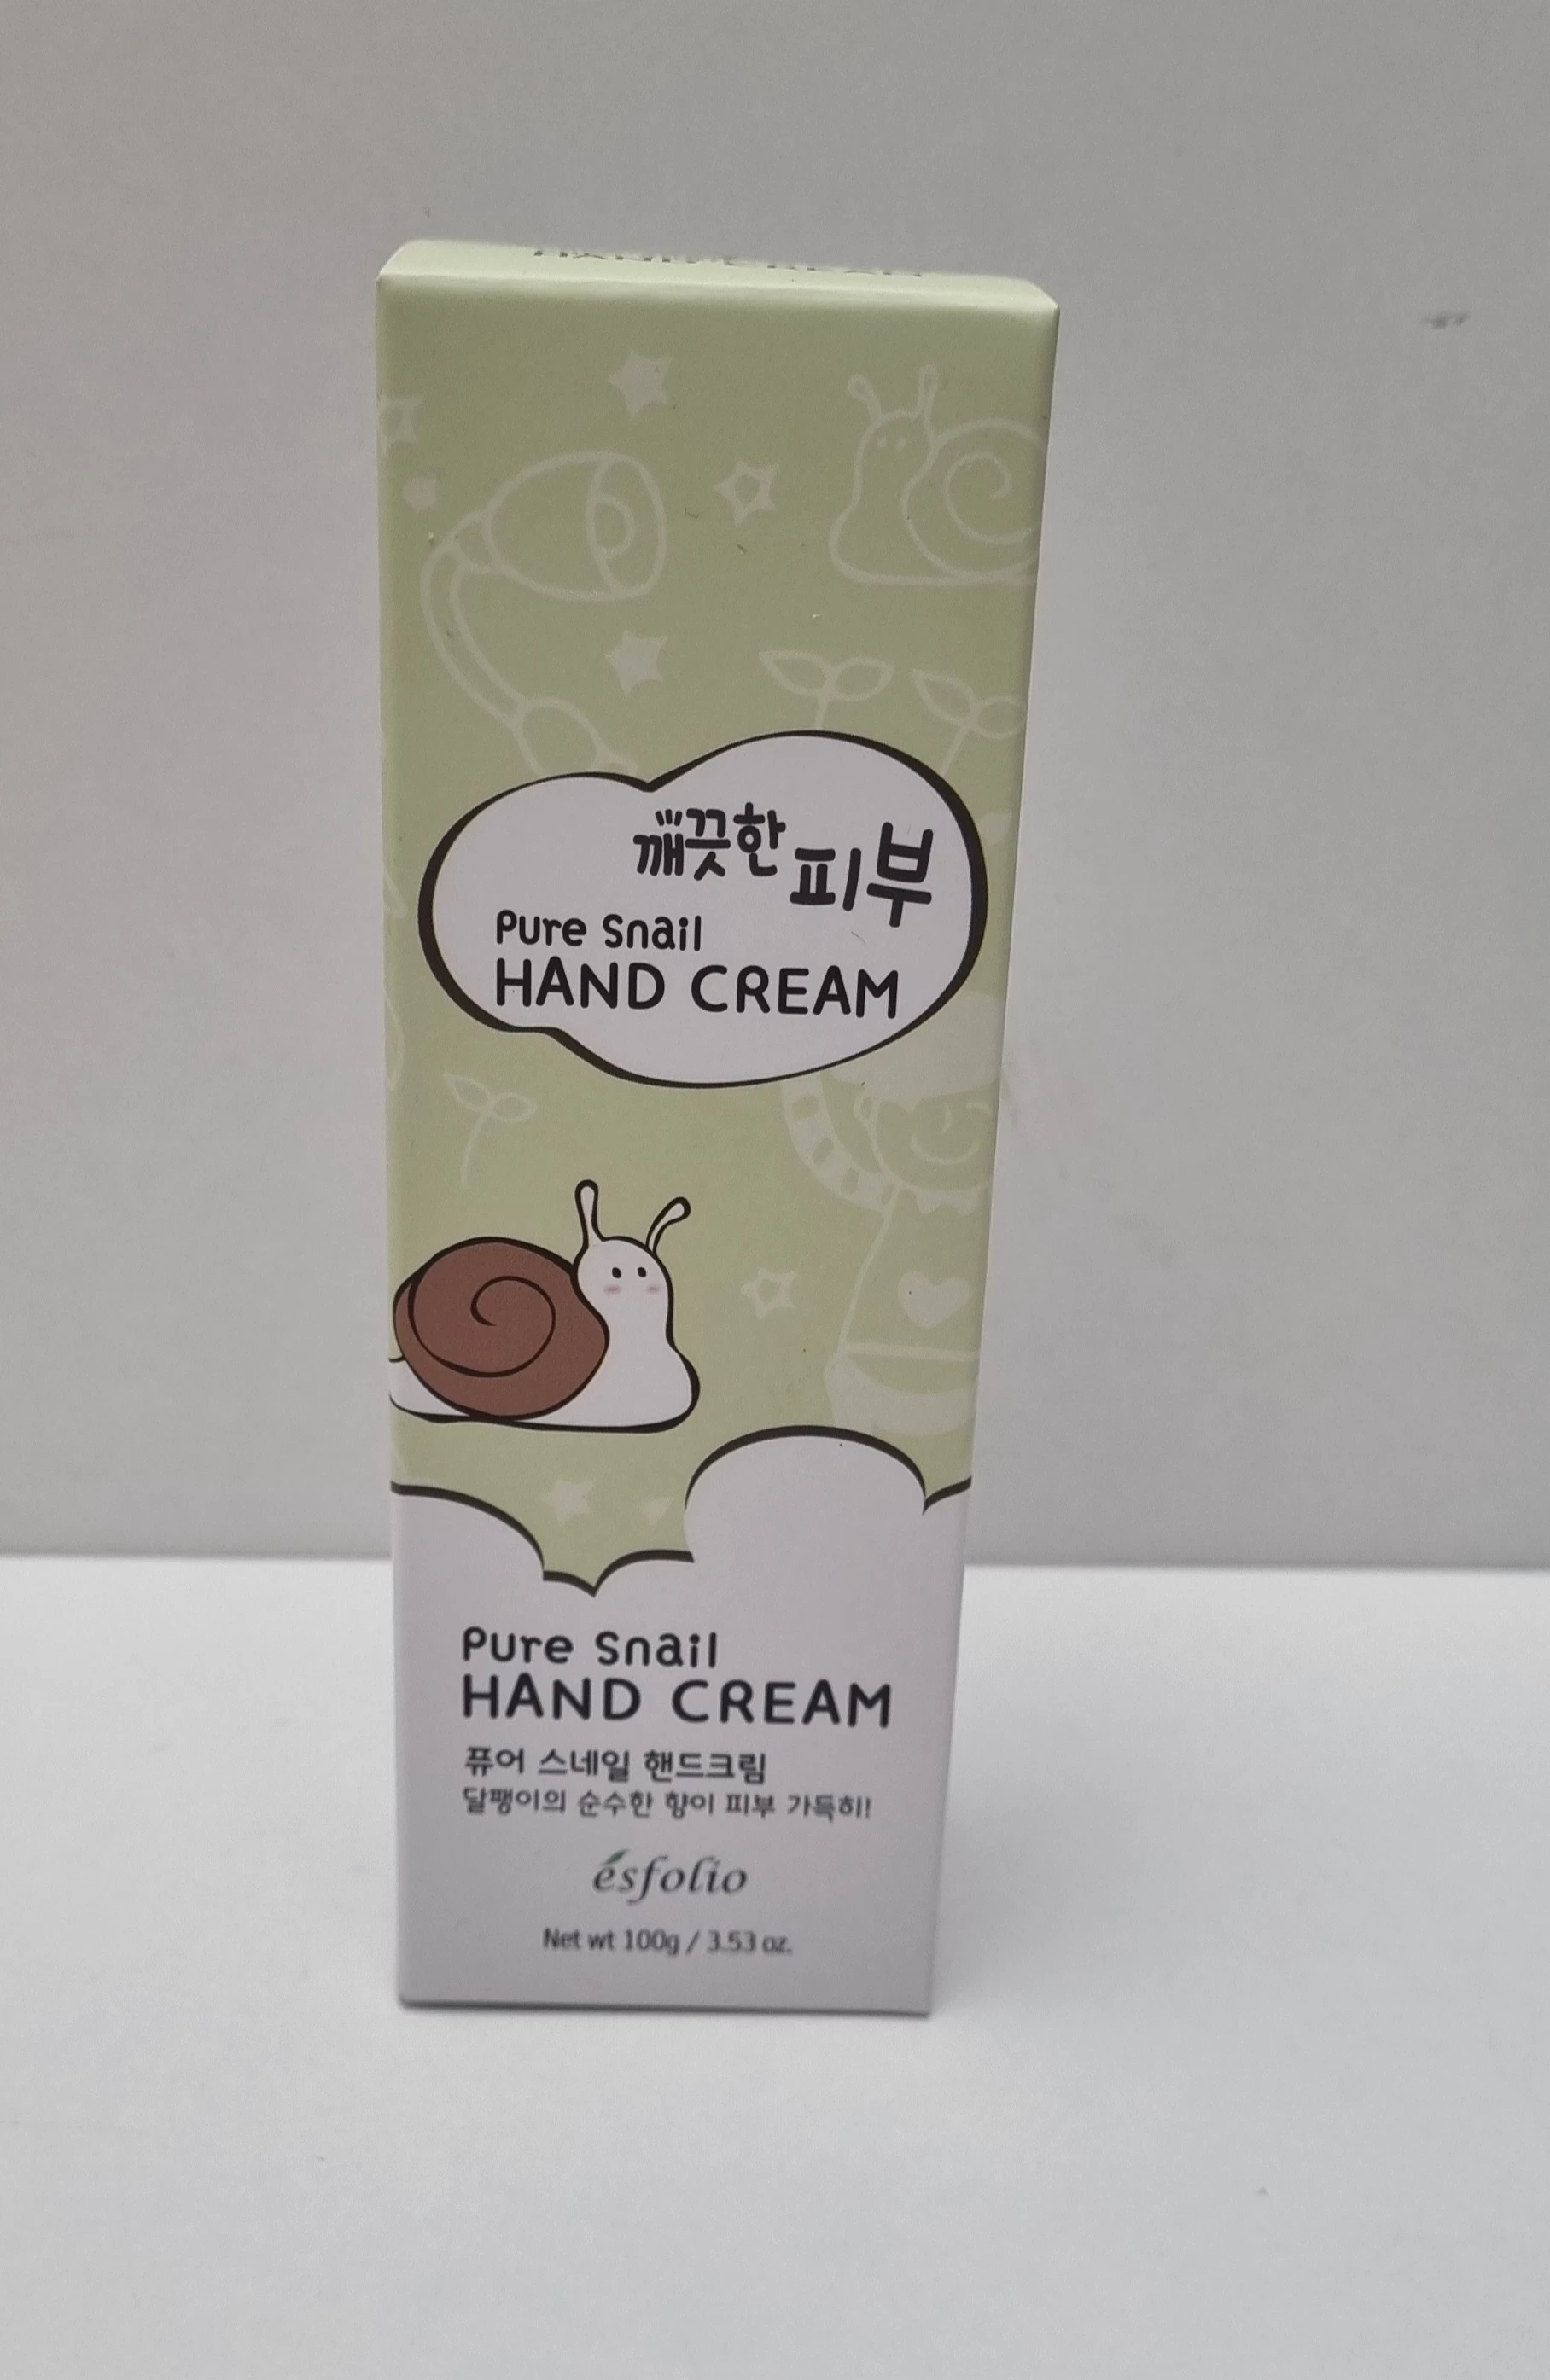 HAND CREAM
깨끗한 피부
Pure Snail
HAND CREAM
Pure Snail
HAND CREAM
퓨어 스네일 핸드크림
달팽이의 순수한 향이 피부 가득히!
ésfolio
Net wt 100g / 3.53 oz.